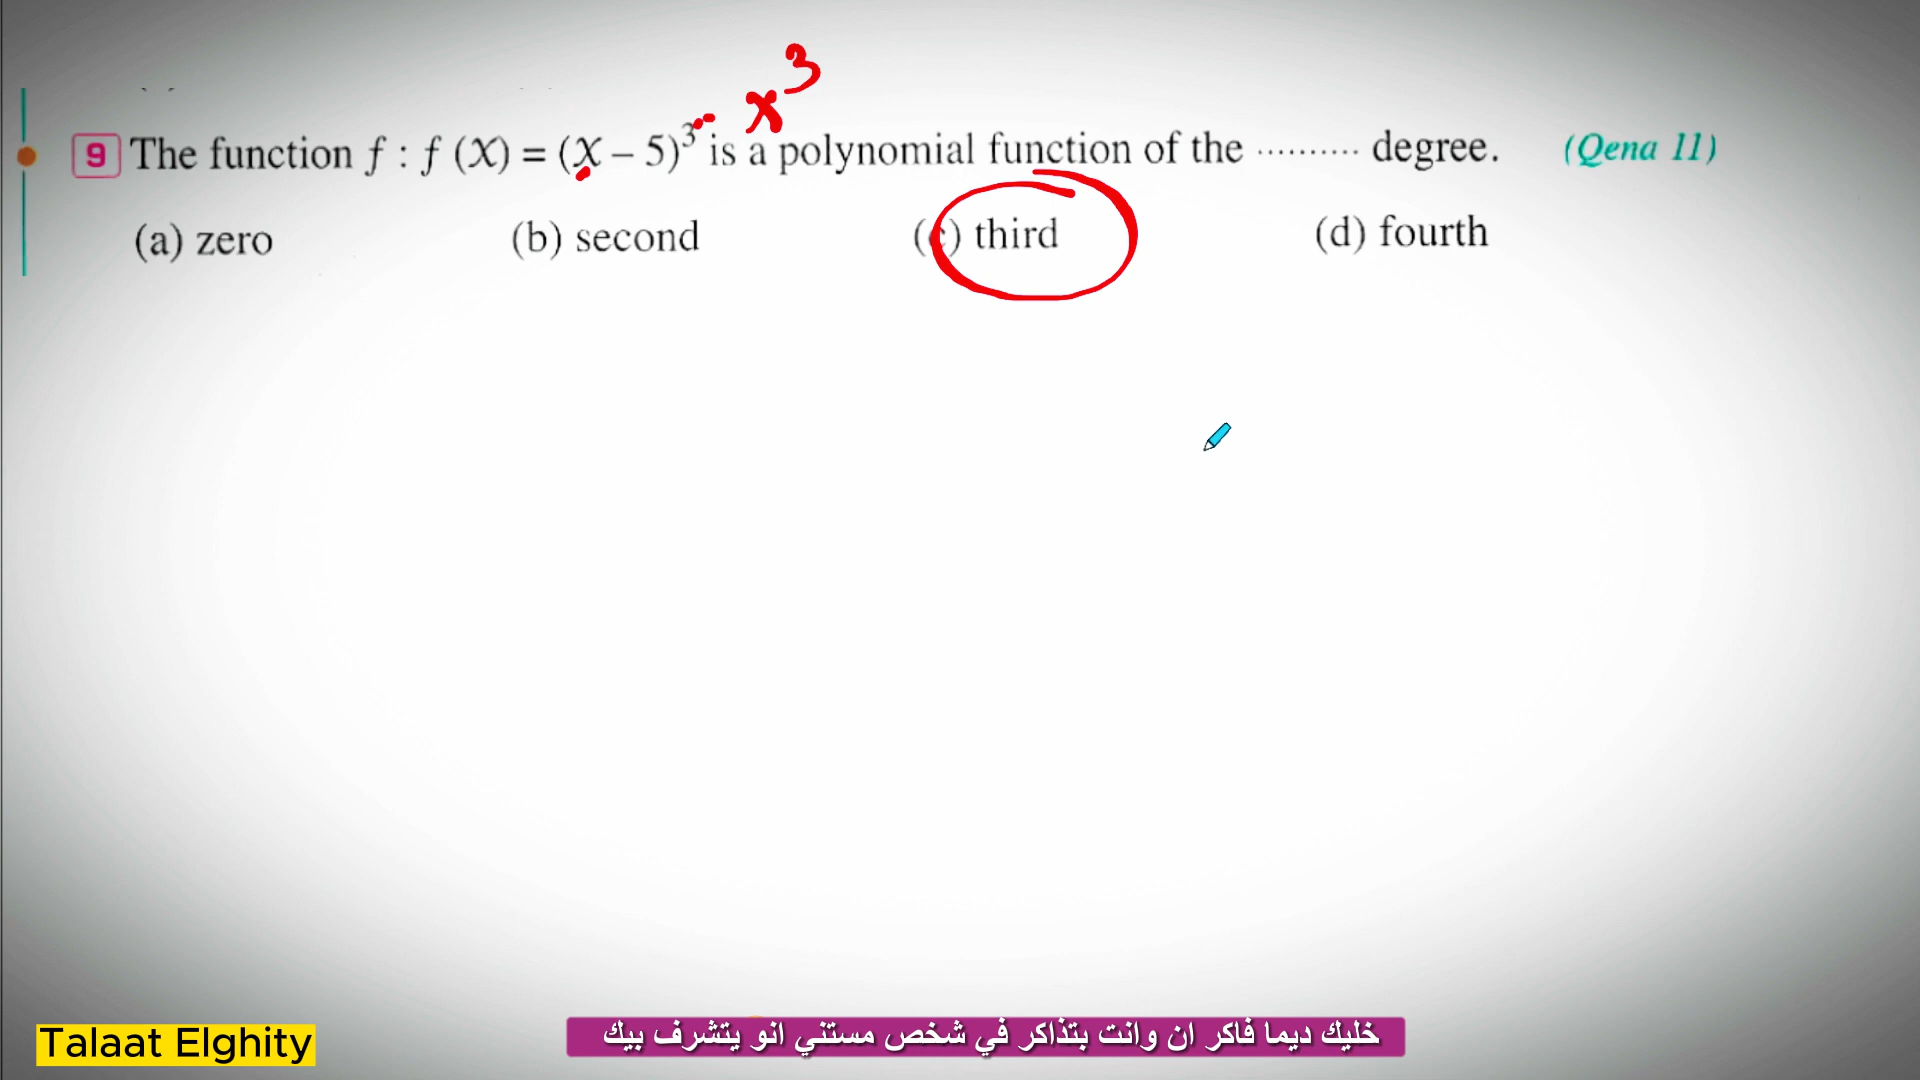 x³
9 The function f : f (X) = (X – 5)³ is a polynomial function of the .......... degree. (Qena 11)
(a) zero (b) second (c) third (d) fourth
Talaat Elghity
خليك ديما فاكر ان وانت بتذاكر في شخص مستني انو يتشرف بيك